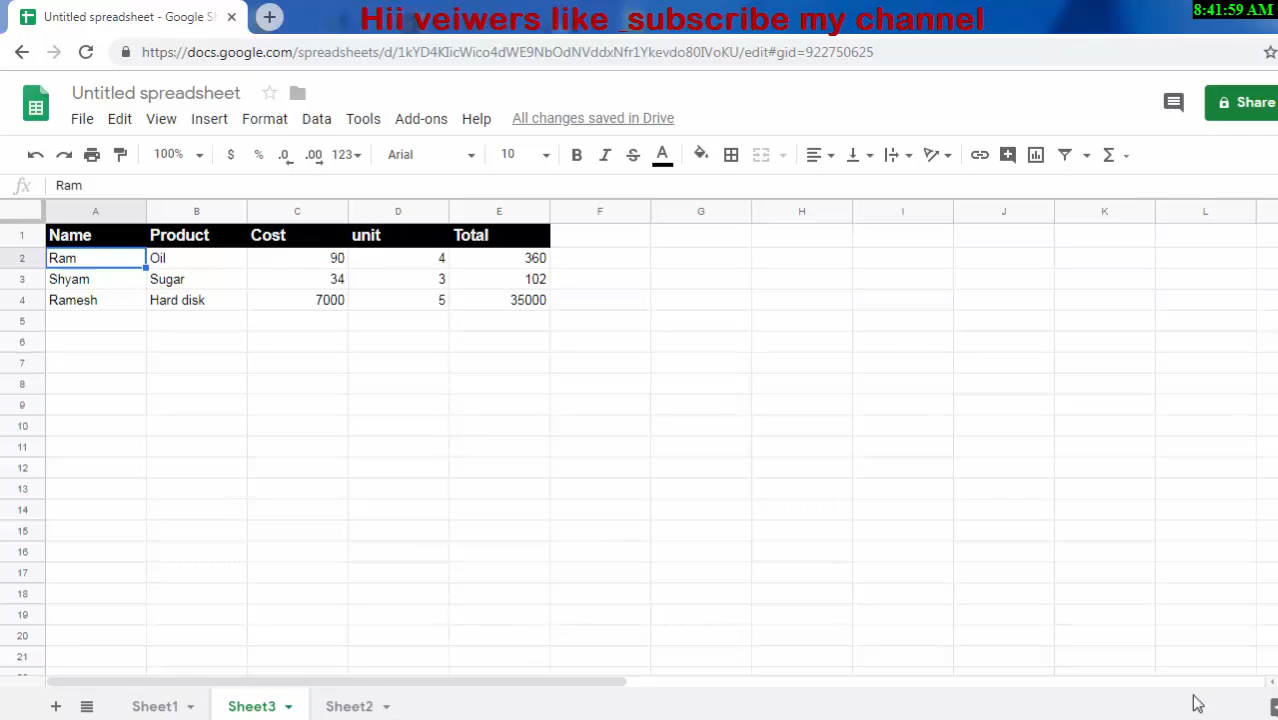 Untitled spreadsheet - Google S
Hii veiwers like _subscribe my channel
8:41:59 AM
https://docs.google.com/spreadsheets/d/1kYD4KIicWico4dWE9NbOdNVddxNfr1Ykevdo80IVoKU/edit#gid=922750625
Untitled spreadsheet
File Edit View Insert Format Data Tools Add-ons Help All changes saved in Drive
Share
100% $ % .0 .00 123 Arial 10 B I S A Σ
fx Ram
A B C D E F G H I J K L
1 Name Product Cost unit Total
2 Ram Oil 90 4 360
3 Shyam Sugar 34 3 102
4 Ramesh Hard disk 7000 5 35000
5
6
7
8
9
10
11
12
13
14
15
16
17
18
19
20
21
+ Sheet1 Sheet3 Sheet2